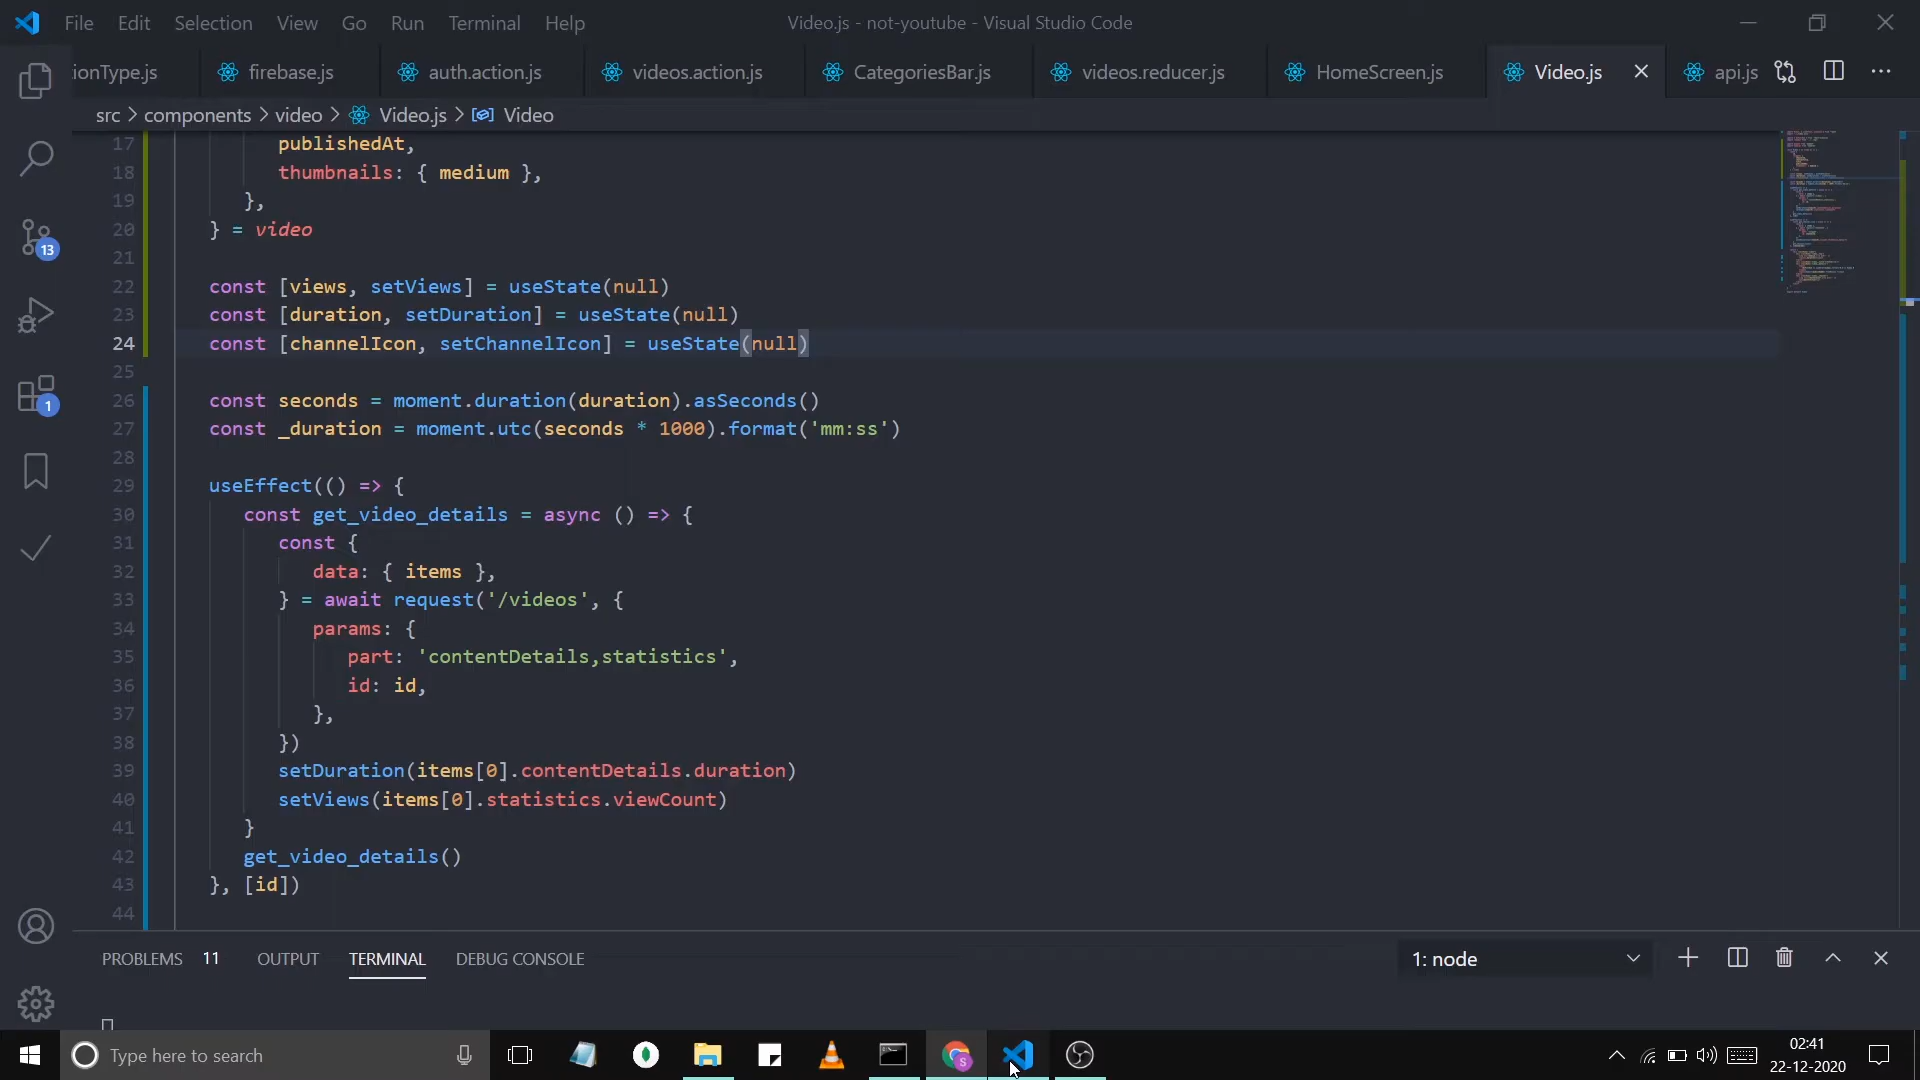 File Edit Selection View Go Run Terminal Help
Video.js - not-youtube - Visual Studio Code
ionType.js firebase.js auth.action.js videos.action.js CategoriesBar.js videos.reducer.js HomeScreen.js Video.js api.js
src > components > video > Video.js > Video
17 publishedAt,
18 thumbnails: { medium },
19 },
20 } = video
21
22 const [views, setViews] = useState(null)
23 const [duration, setDuration] = useState(null)
24 const [channelIcon, setChannelIcon] = useState(null)
25
26 const seconds = moment.duration(duration).asSeconds()
27 const _duration = moment.utc(seconds * 1000).format('mm:ss')
28
29 useEffect(() => {
30 const get_video_details = async () => {
31 const {
32 data: { items },
33 } = await request('/videos', {
34 params: {
35 part: 'contentDetails,statistics',
36 id: id,
37 },
38 })
39 setDuration(items[0].contentDetails.duration)
40 setViews(items[0].statistics.viewCount)
41 }
42 get_video_details()
43 }, [id])
44
13
1
PROBLEMS 11 OUTPUT TERMINAL DEBUG CONSOLE
1: node
Type here to search
S
02:41
22-12-2020